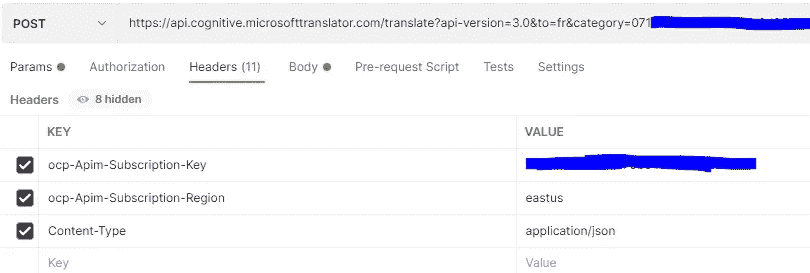 POST https://api.cognitive.microsofttranslator.com/translate?api-version=3.0&to=fr&category=071
Params Authorization Headers (11) Body Pre-request Script Tests Settings
Headers 8 hidden
KEY VALUE
ocp-Apim-Subscription-Key
ocp-Apim-Subscription-Region eastus
Content-Type application/json
Key Value